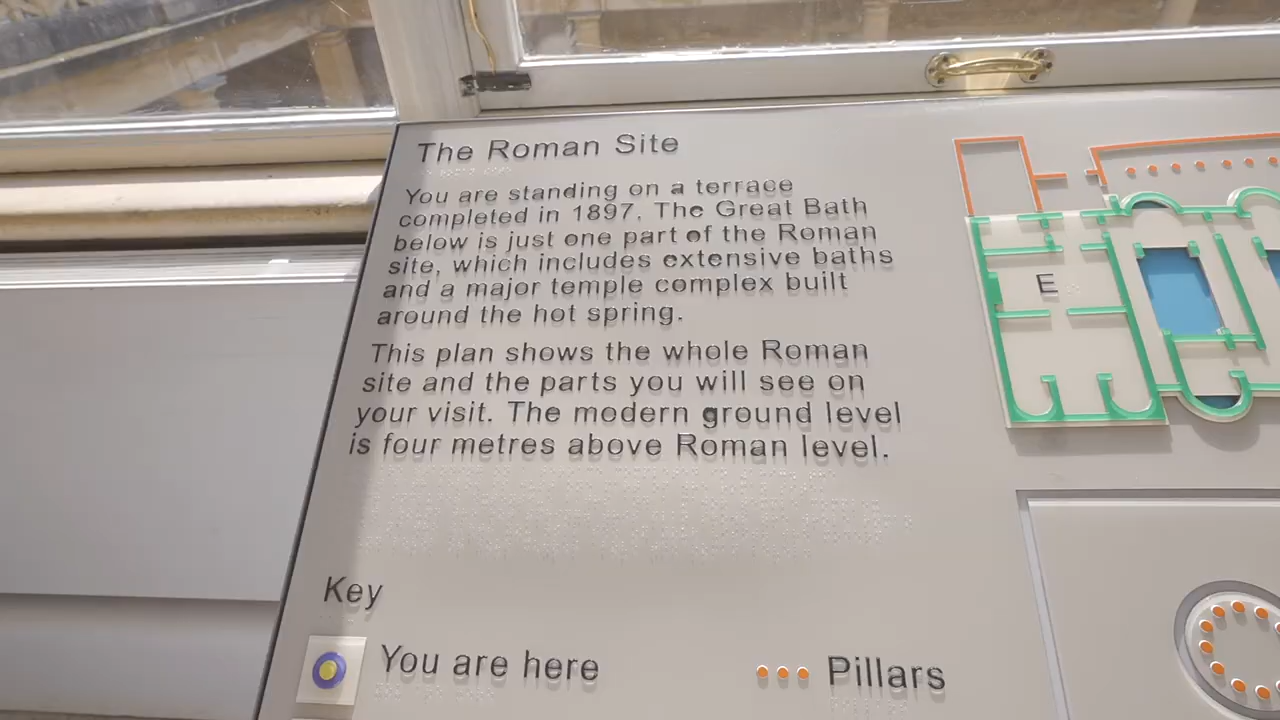 The Roman Site
You are standing on a terrace
completed in 1897. The Great Bath
below is just one part of the Roman
site, which includes extensive baths
and a major temple complex built
around the hot spring.
This plan shows the whole Roman
site and the parts you will see on
your visit. The modern ground level
is four metres above Roman level.
E
Key
You are here
Pillars